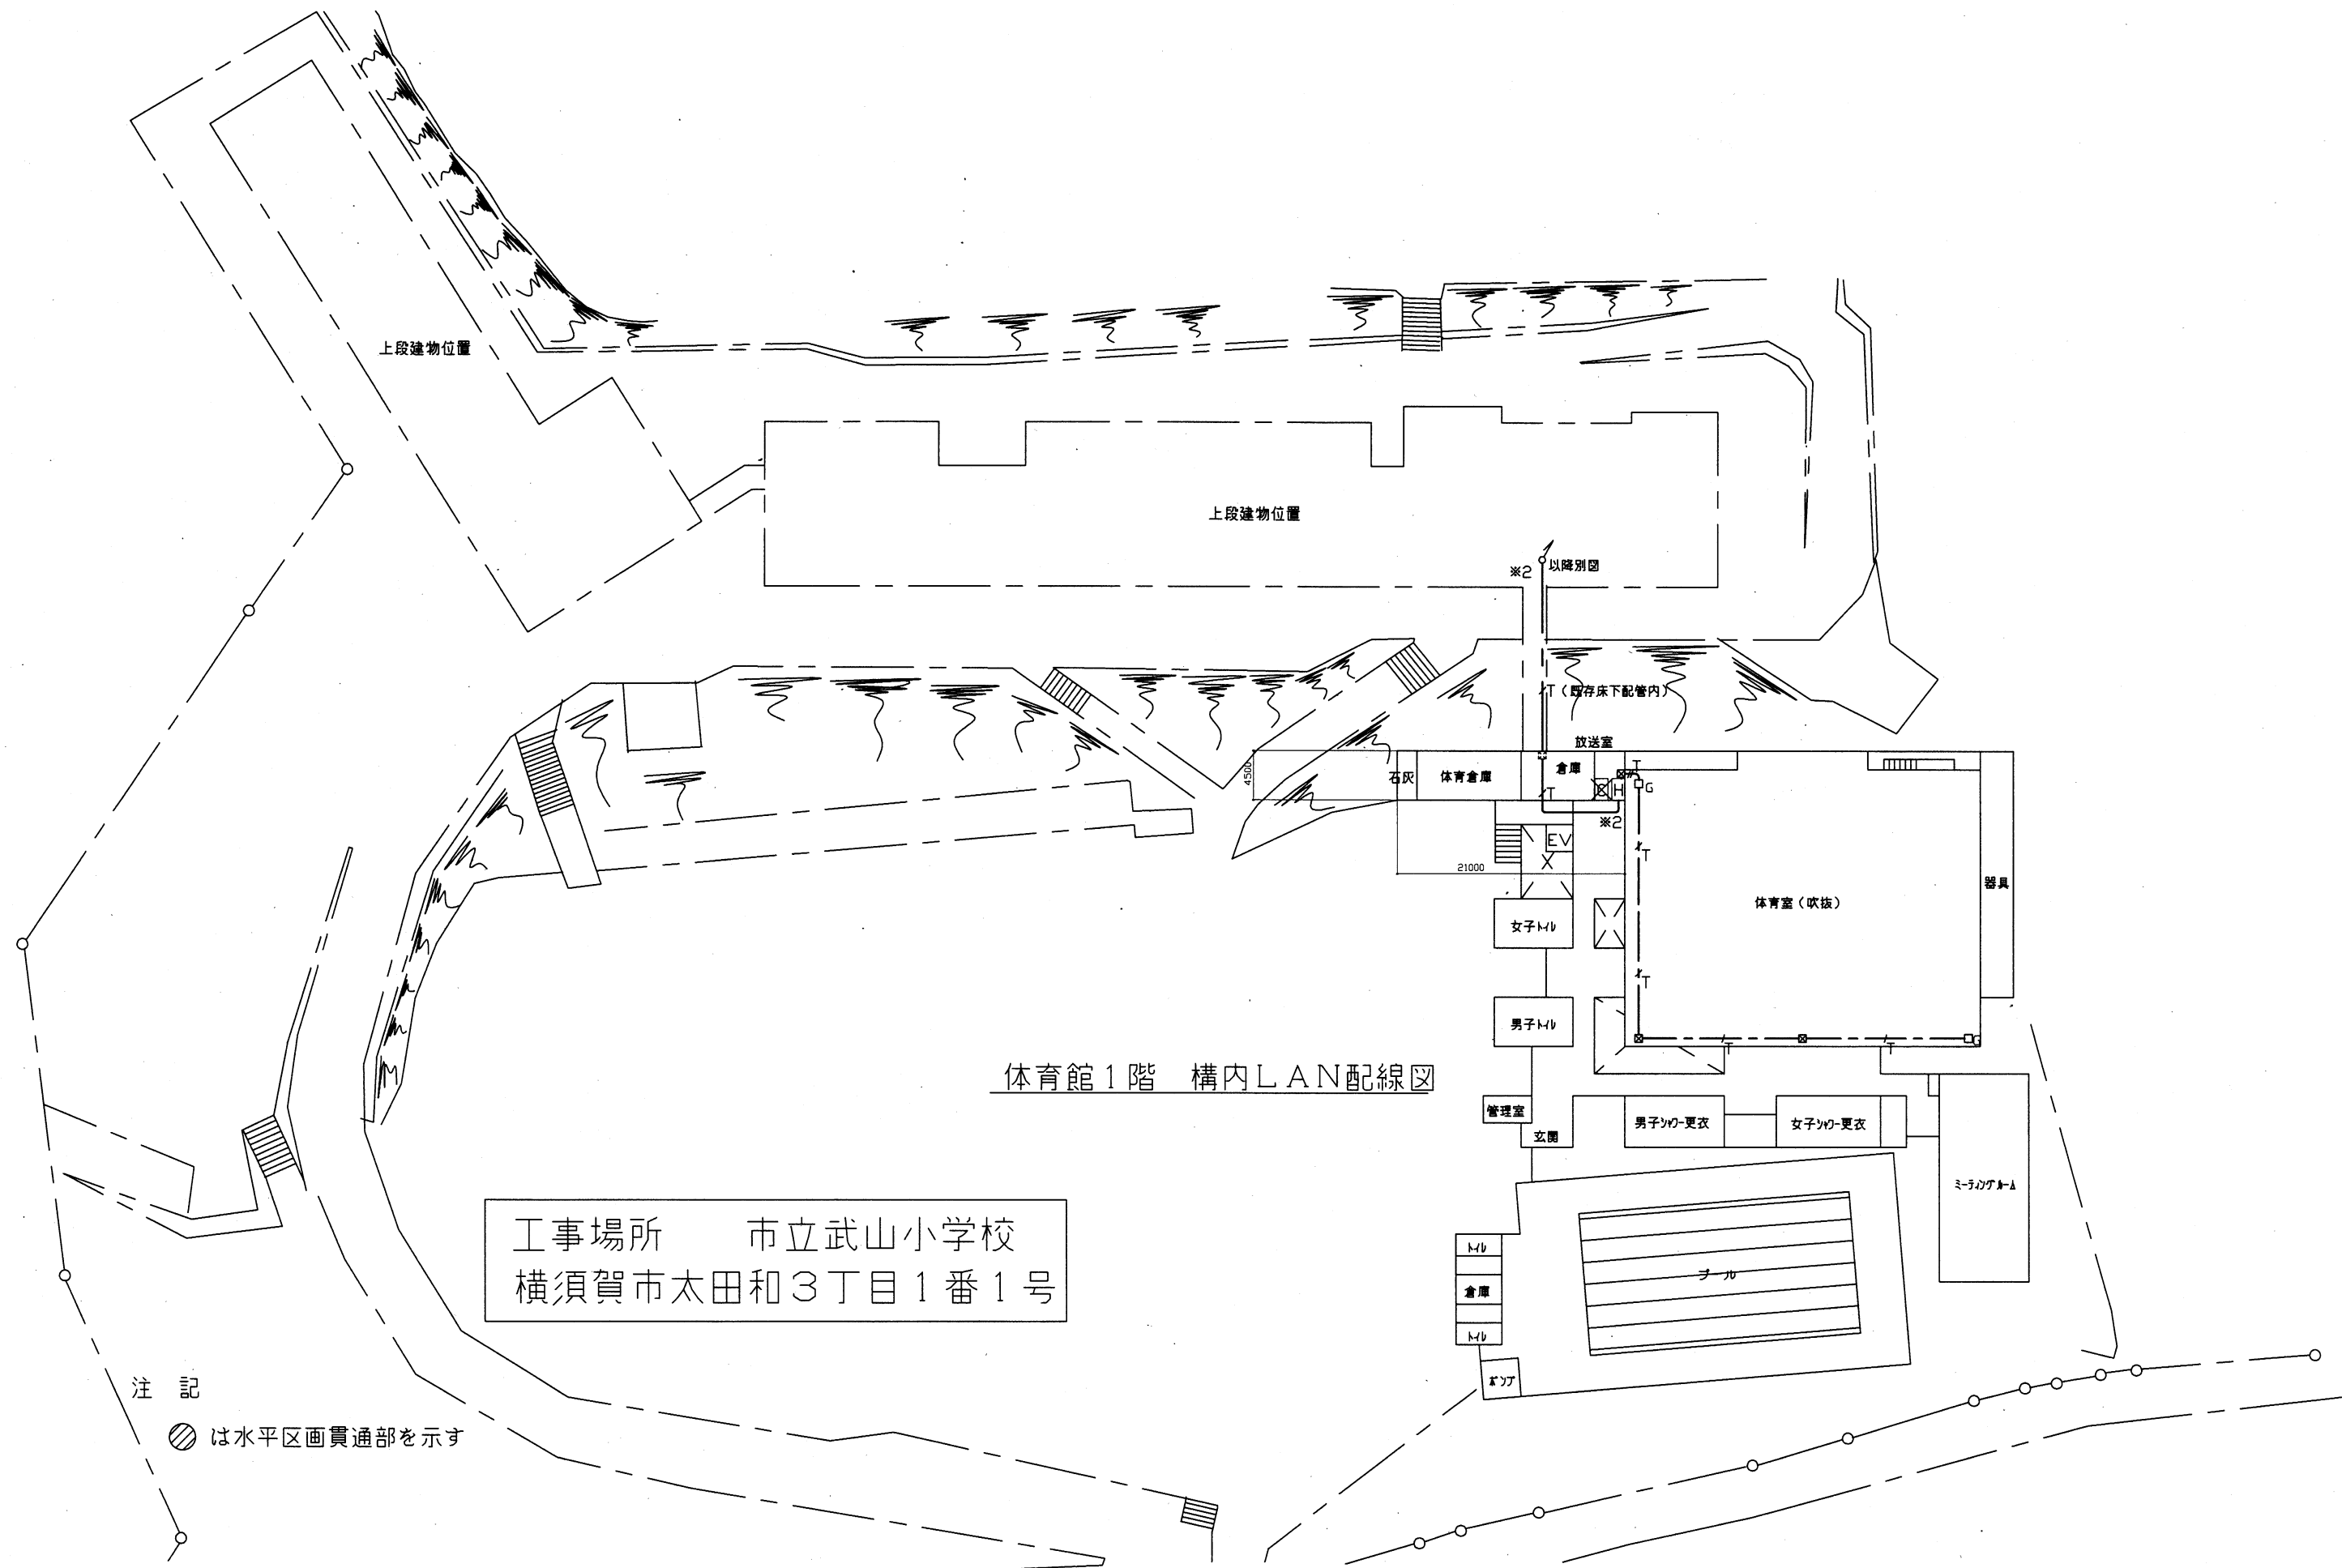 上段建物位置
上段建物位置
※2
以降別図
T(既存床下配管内)
放送室
4500
石灰
体育倉庫
倉庫
T
H
T
G
※2
EV
21000
T
体育室(吹抜)
器具
女子トイレ
T
男子トイレ
T
T
G
体育館1階 構内LAN配線図
管理室
玄関
男子シャワー更衣
女子シャワー更衣
ミーティングルーム
工事場所 市立武山小学校
横須賀市太田和3丁目1番1号
トイレ
倉庫
トイレ
プール
ポンプ
注 記
は水平区画貫通部を示す